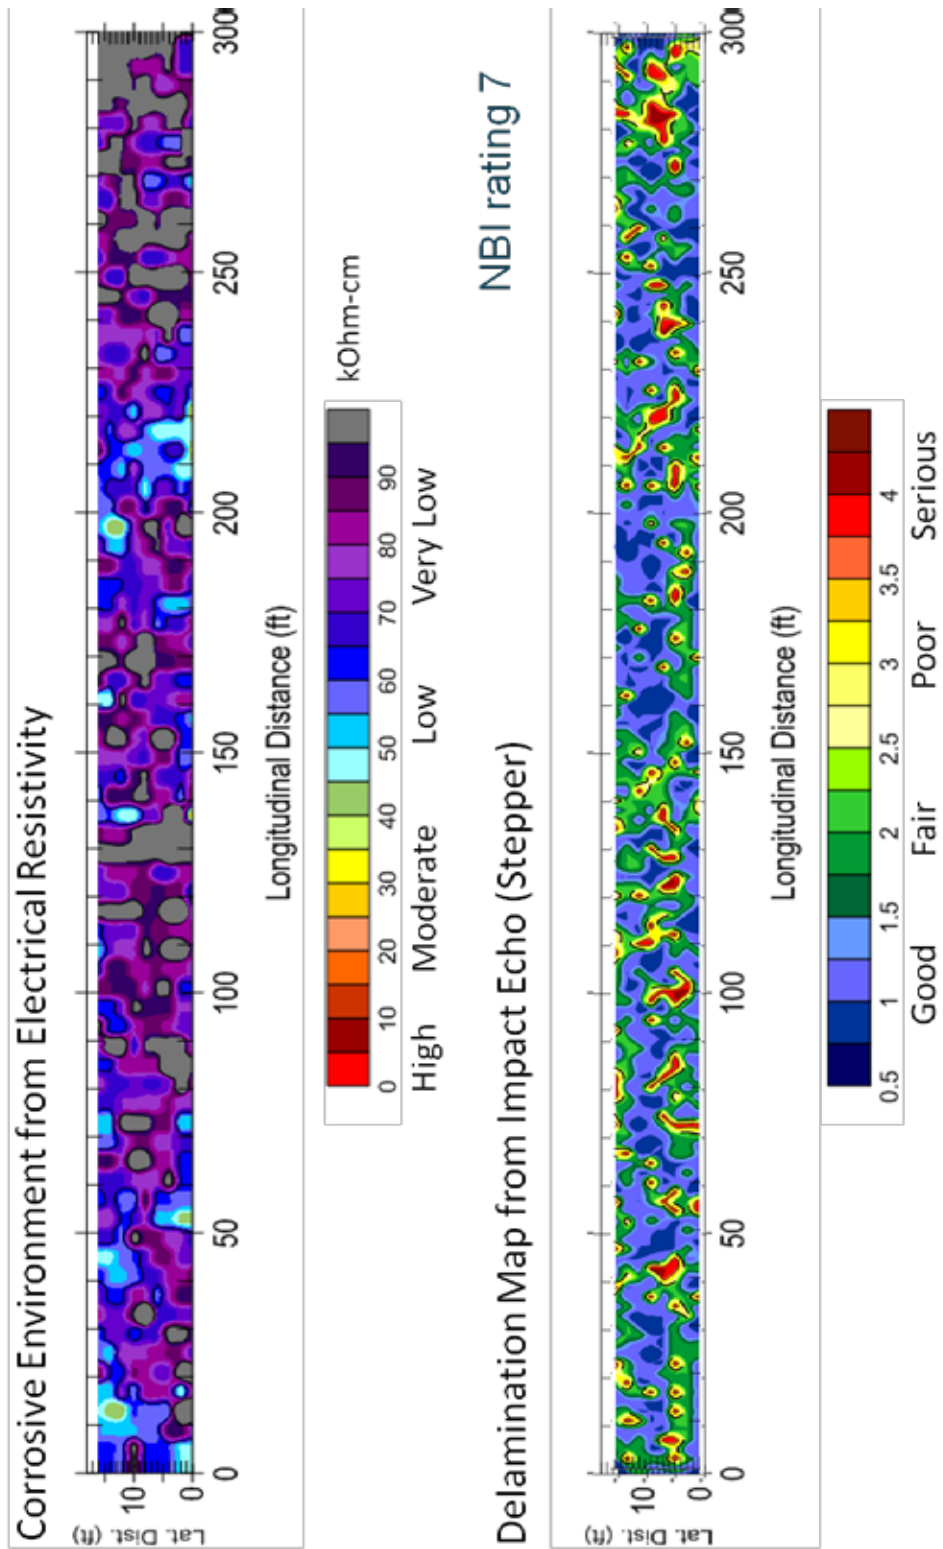 Corrosive Environment from Electrical Resistivity
Lat. Dist. (ft)
10
0
0 50 100 150 200 250 300
Longitudinal Distance (ft)
0 10 20 30 40 50 60 70 80 90 kOhm-cm
High Moderate Low Very Low
NBI rating 7
Delamination Map from Impact Echo (Stepper)
Lat. Dist. (ft)
10
0
0 50 100 150 200 250 300
Longitudinal Distance (ft)
0.5 1 1.5 2 2.5 3 3.5 4
Good Fair Poor Serious